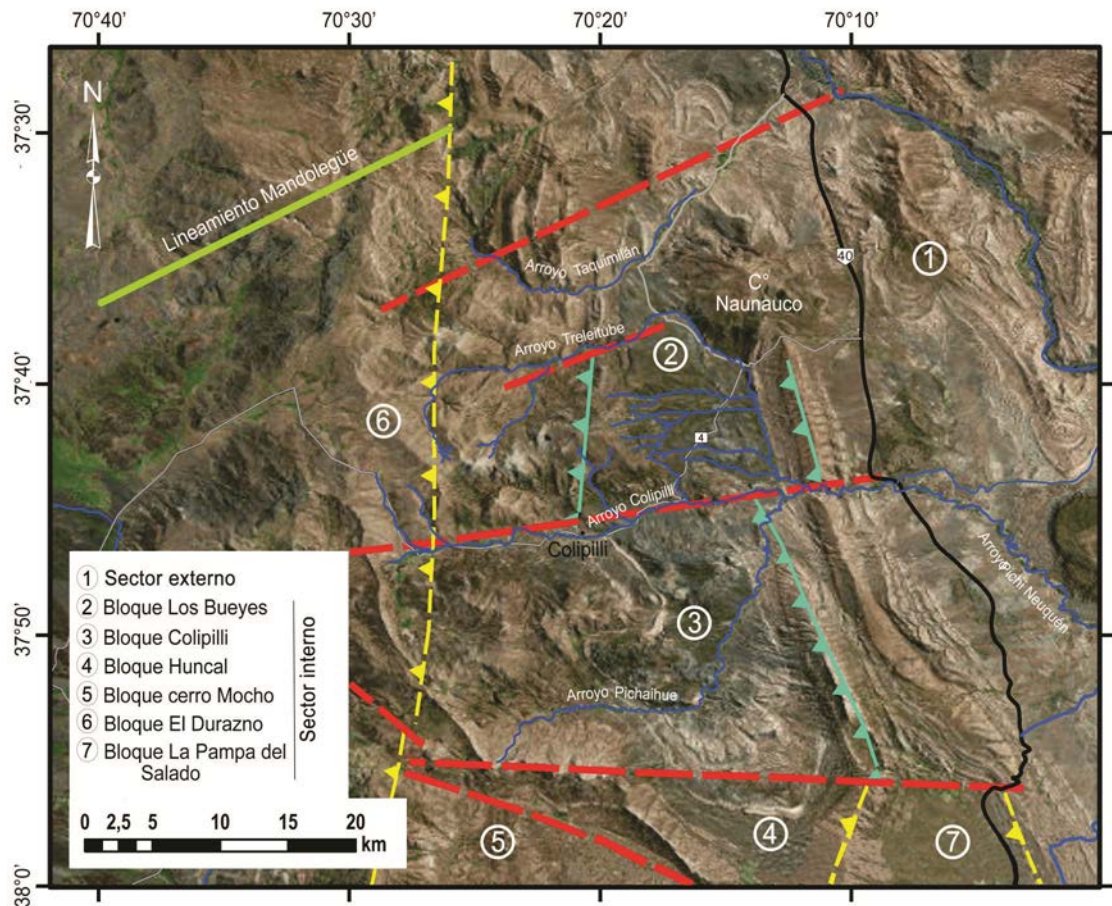 70°40' 70°30' 70°20' 70°10'
N
37°30'
Lineamiento Mandolegüe
Arroyo Taquimilán
40
1
C°
Naunauco
Arroyo Treleitube
2
37°40'
6
4
Arroyo Colipilli
Colipilli
Arroyo Pichi Neuquén
3
37°50'
Arroyo Pichaihue
5
4
7
38°0'
1 Sector externo
2 Bloque Los Bueyes
3 Bloque Colipilli
4 Bloque Huncal
5 Bloque cerro Mocho
6 Bloque El Durazno
7 Bloque La Pampa del
Salado
Sector interno
0 2,5 5 10 15 20
km